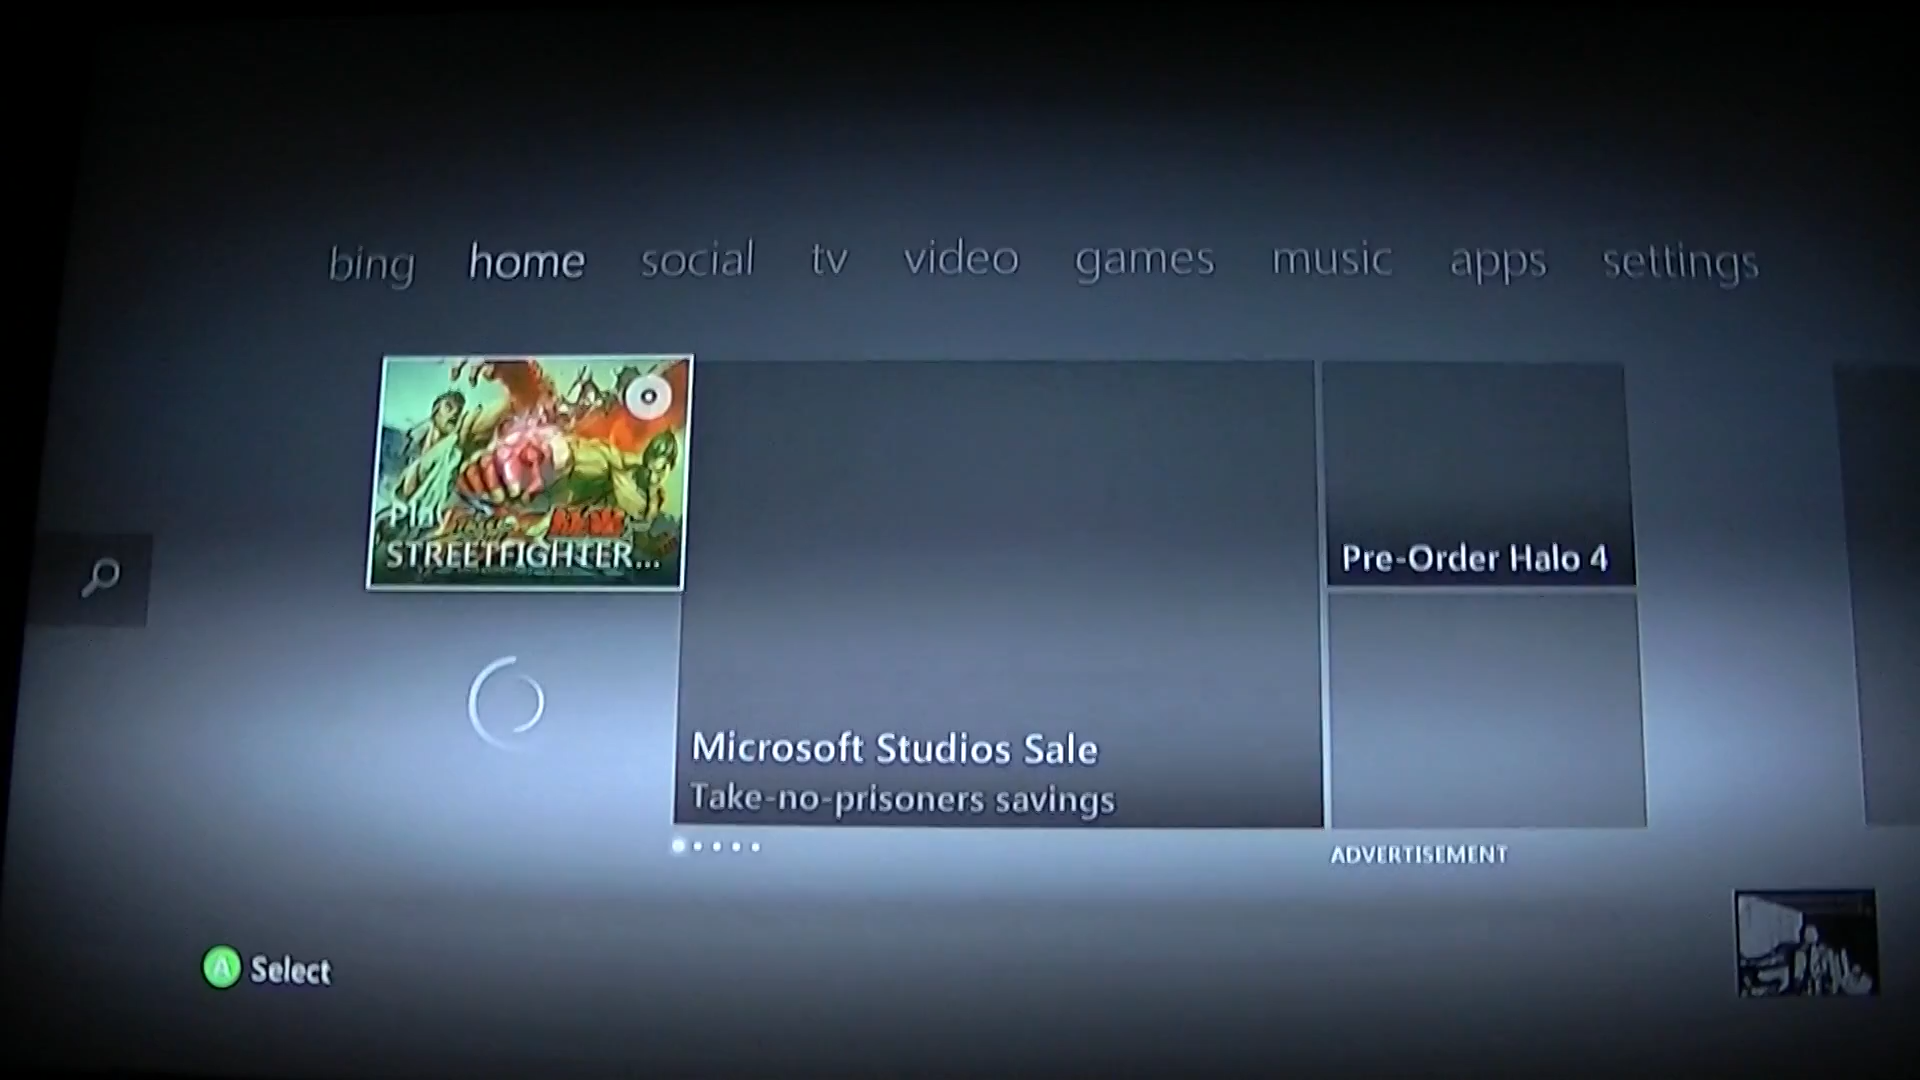 bing home social tv video games music apps settings
Play
STREETFIGHTER...
Pre-Order Halo 4
Microsoft Studios Sale
Take-no-prisoners savings
ADVERTISEMENT
A Select